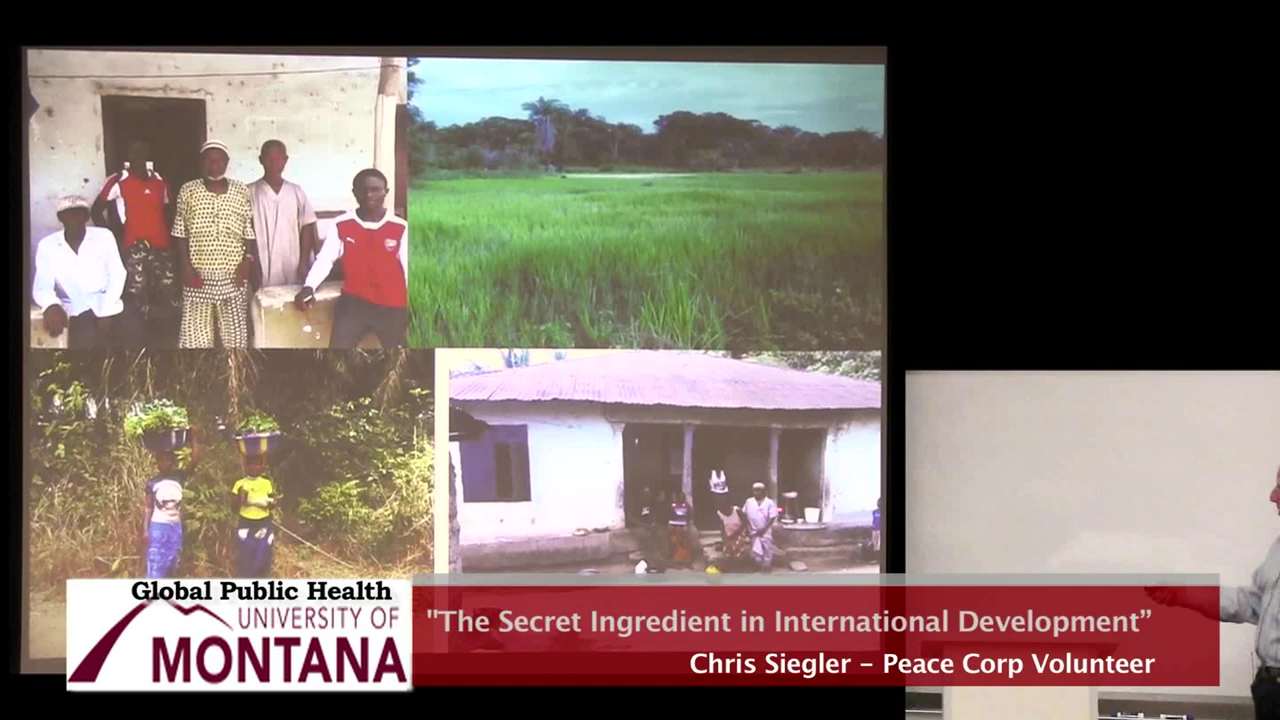 Global Public Health
UNIVERSITY OF
MONTANA
"The Secret Ingredient in International Development”
Chris Siegler – Peace Corp Volunteer